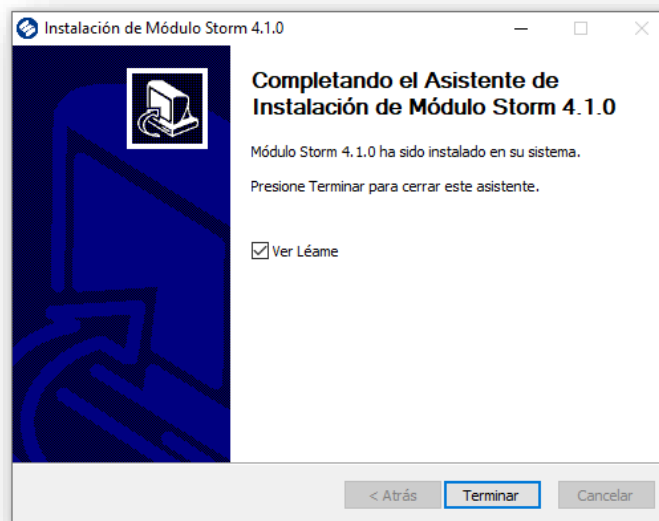 Instalación de Módulo Storm 4.1.0
Completando el Asistente de
Instalación de Módulo Storm 4.1.0
Módulo Storm 4.1.0 ha sido instalado en su sistema.
Presione Terminar para cerrar este asistente.
Ver Léame
< Atrás
Terminar
Cancelar